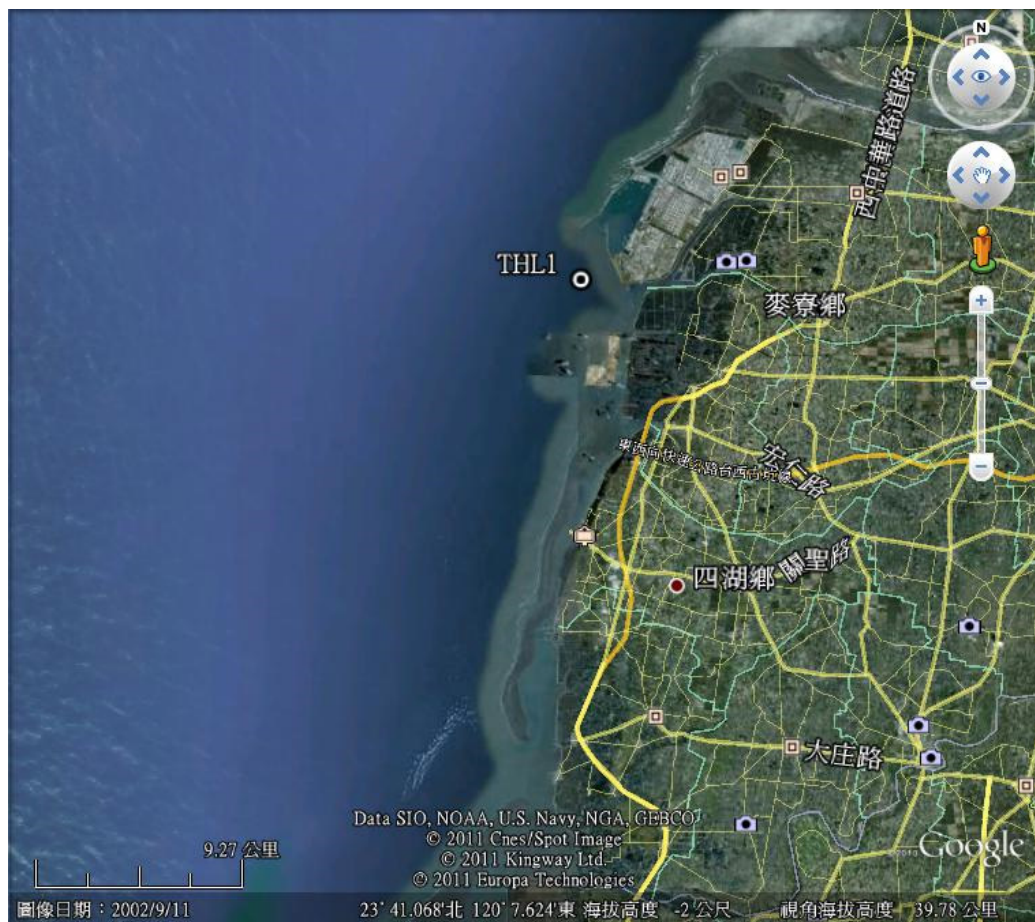 N
西中華路道路
THL1
麥寮鄉
東西向快速公路台西古坑線
宏仁路
四湖鄉
關聖路
大庄路
Data SIO, NOAA, U.S. Navy, NGA, GEBCO
© 2011 Cnes/Spot Image
© 2011 Kingway Ltd.
© 2011 Europa Technologies
Google
9.27 公里
圖像日期：2002/9/11
23°41.068'北 120°7.624'東 海拔高度 -2 公尺
視角海拔高度 39.78 公里